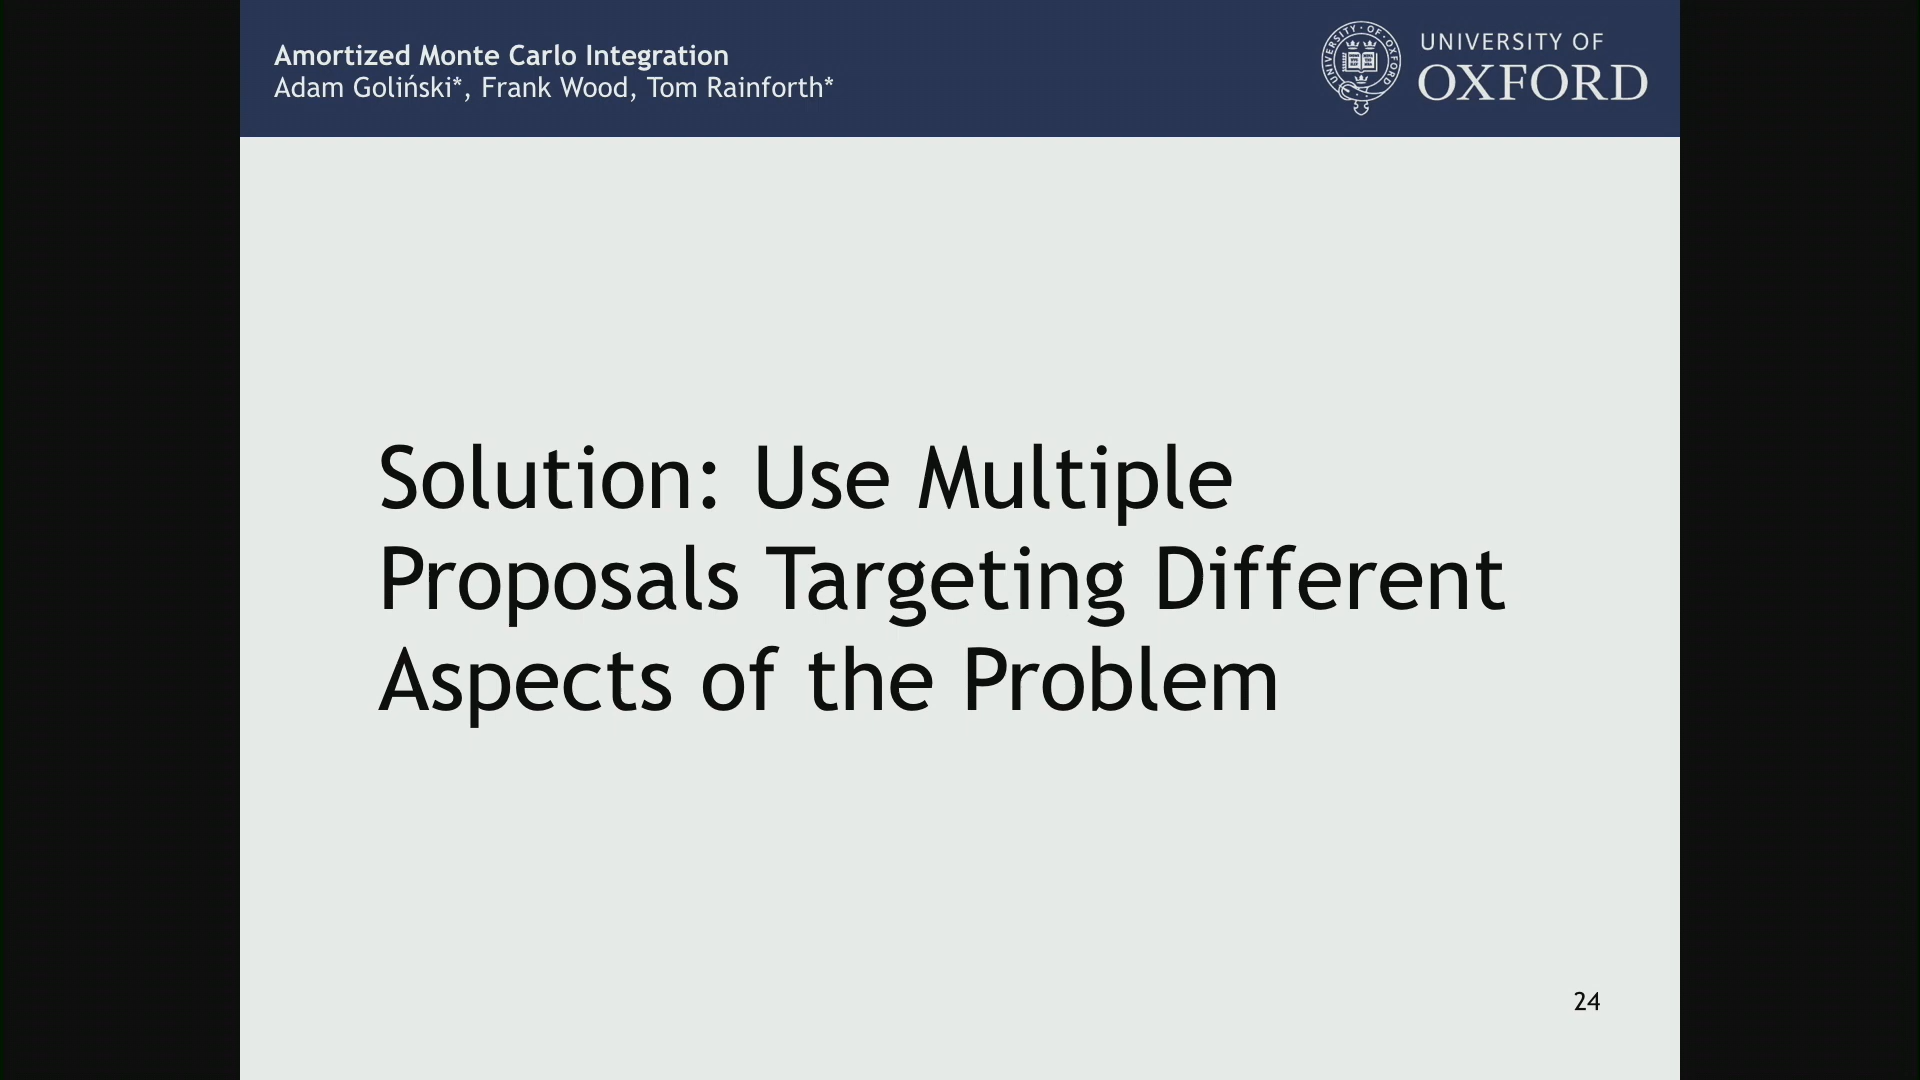 Amortized Monte Carlo Integration
Adam Goliński*, Frank Wood, Tom Rainforth*
UNIVERSITY OF
OXFORD
Solution: Use Multiple
Proposals Targeting Different
Aspects of the Problem
24